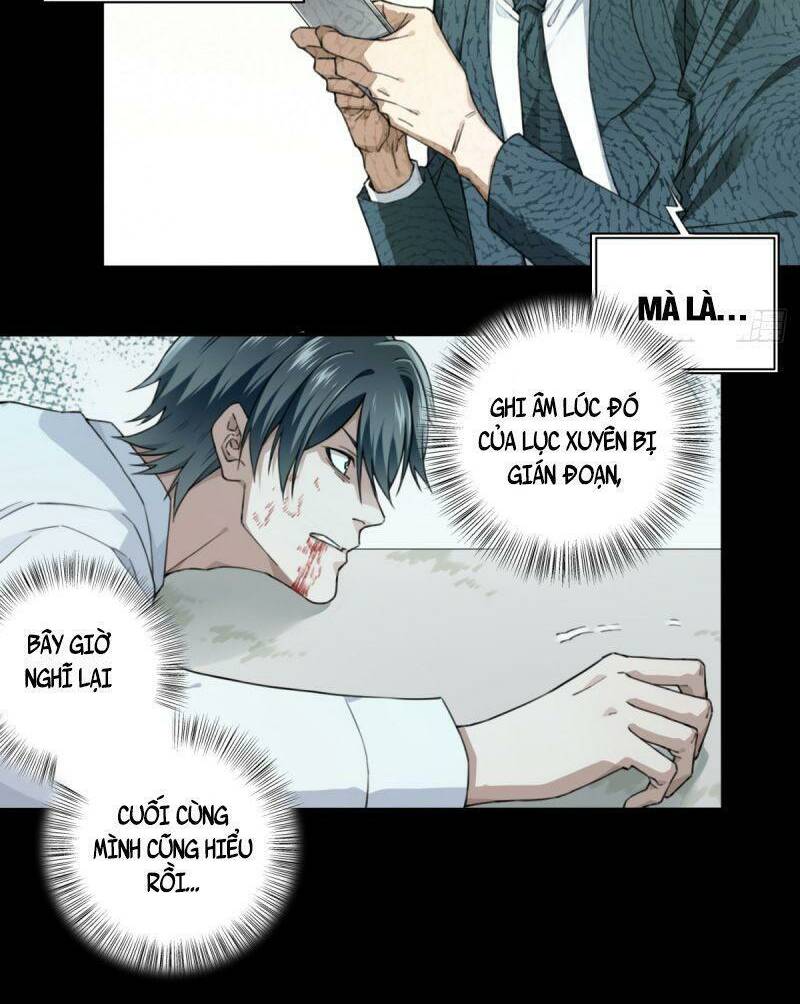 MÀ LÀ...
GHI ÂM LÚC ĐÓ
CỦA LỤC XUYÊN BỊ
GIÁN ĐOẠN,
BÂY GIỜ
NGHĨ LẠI
CUỐI CÙNG
MÌNH CŨNG HIỂU
RỒI...